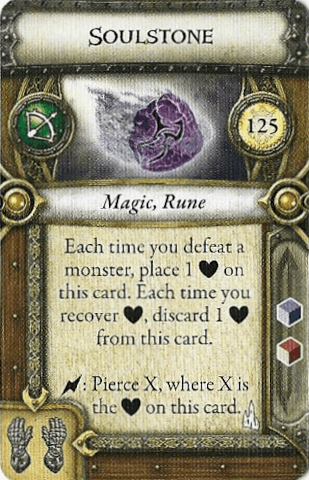 SOULSTONE
125
Magic, Rune
Each time you defeat a
monster, place 1 ♥ on
this card. Each time you
recover ♥, discard 1 ♥
from this card.
: Pierce X, where X is
the ♥ on this card.